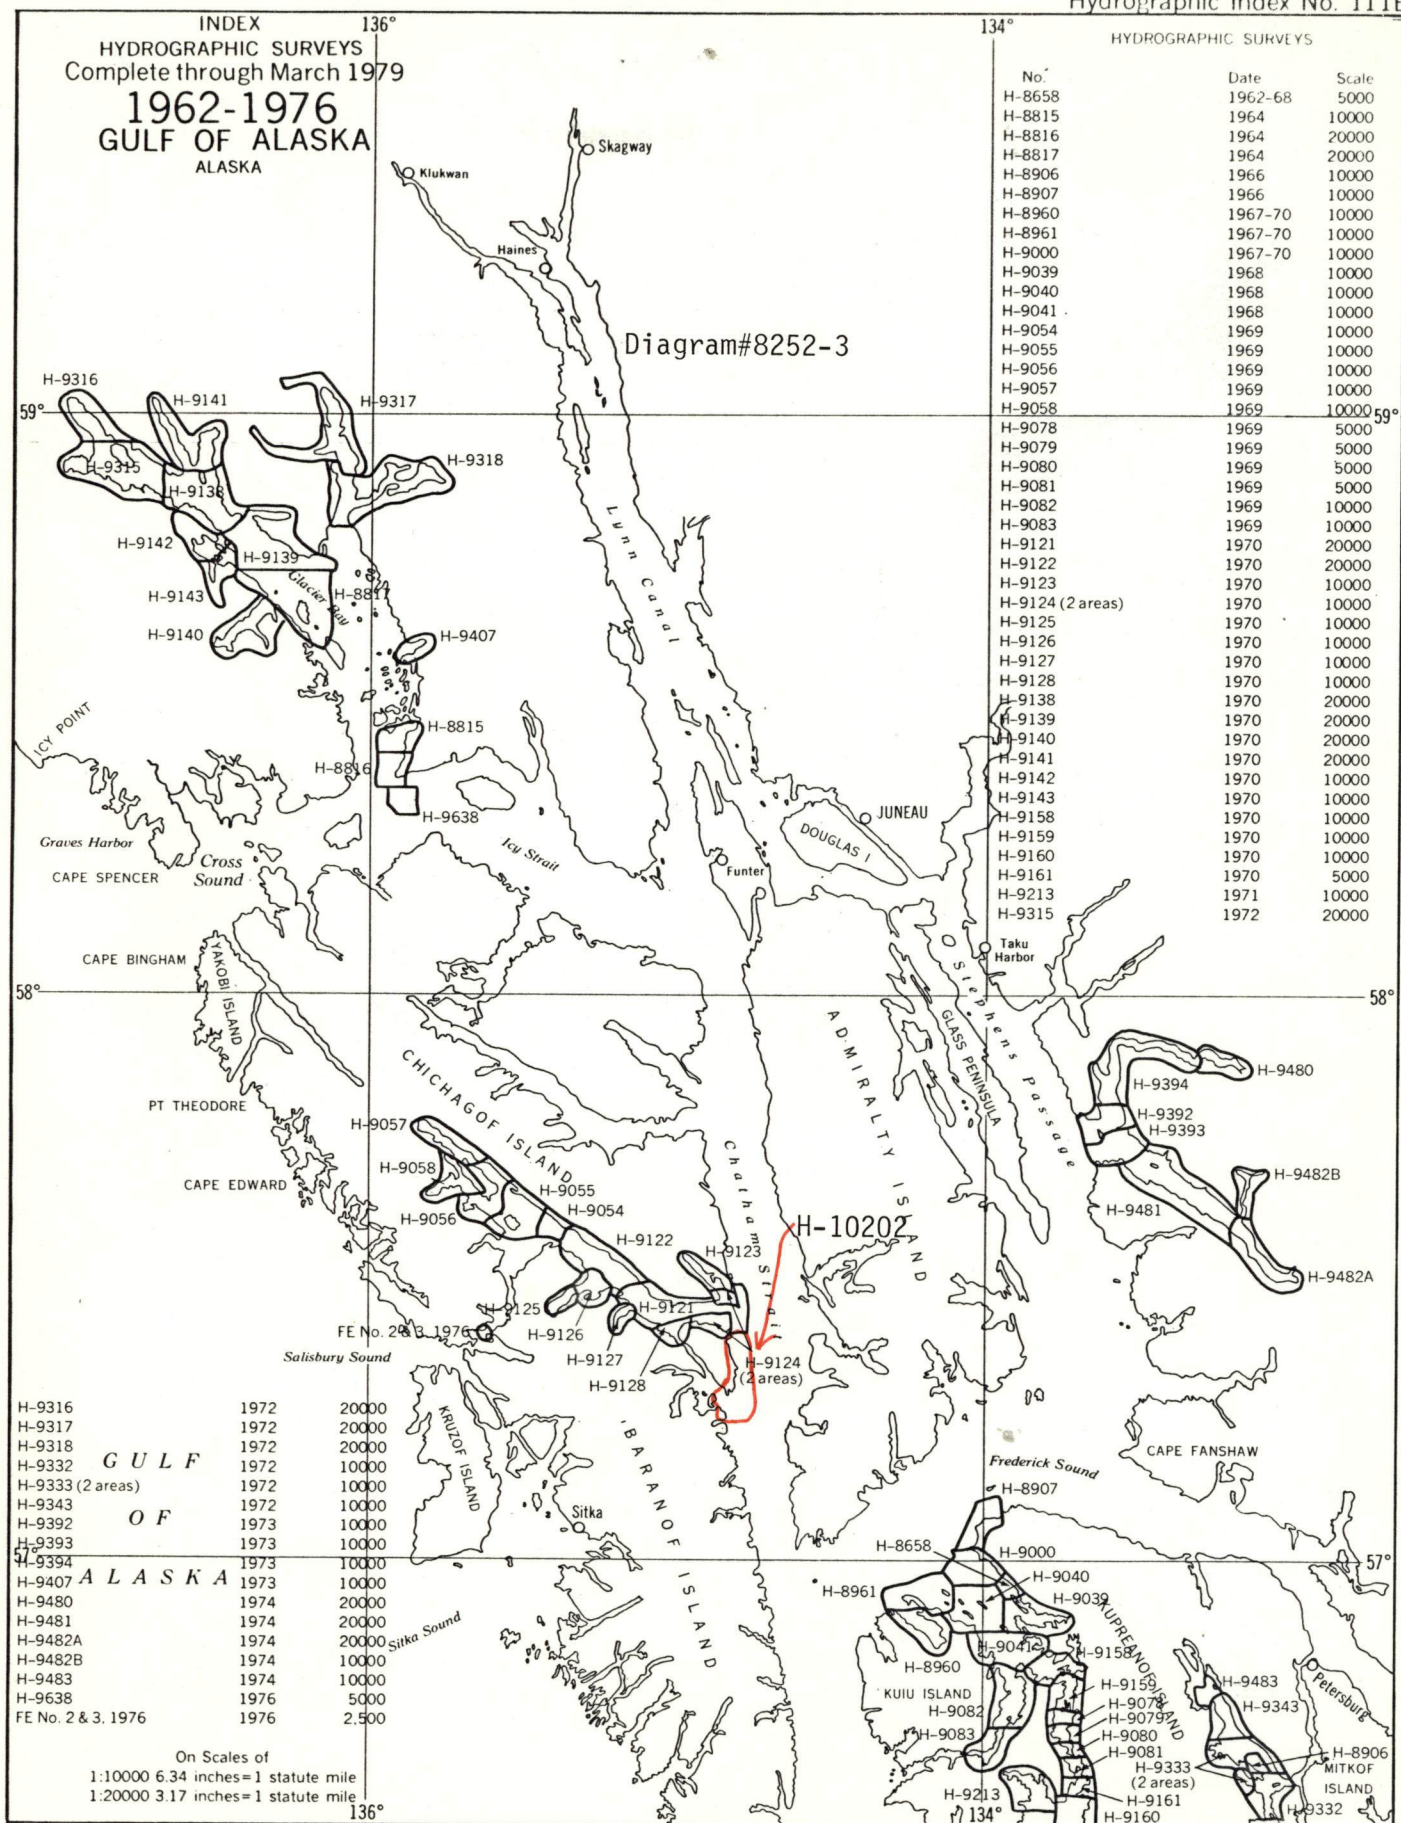 Hydrographic Index No. 111E
INDEX
HYDROGRAPHIC SURVEYS
Complete through March 1979
1962-1976
GULF OF ALASKA
ALASKA
136°
134°
HYDROGRAPHIC SURVEYS
No. Date Scale
H-8658 1962-68 5000
H-8815 1964 10000
H-8816 1964 20000
H-8817 1964 20000
H-8906 1966 10000
H-8907 1966 10000
H-8960 1967-70 10000
H-8961 1967-70 10000
H-9000 1967-70 10000
H-9039 1968 10000
H-9040 1968 10000
H-9041 1968 10000
H-9054 1969 10000
H-9055 1969 10000
H-9056 1969 10000
H-9057 1969 10000
H-9058 1969 10000
H-9078 1969 5000
H-9079 1969 5000
H-9080 1969 5000
H-9081 1969 5000
H-9082 1969 10000
H-9083 1969 10000
H-9121 1970 20000
H-9122 1970 20000
H-9123 1970 10000
H-9124 (2 areas) 1970 10000
H-9125 1970 10000
H-9126 1970 10000
H-9127 1970 10000
H-9128 1970 10000
H-9138 1970 20000
H-9139 1970 20000
H-9140 1970 20000
H-9141 1970 20000
H-9142 1970 10000
H-9143 1970 10000
H-9158 1970 10000
H-9159 1970 10000
H-9160 1970 10000
H-9161 1970 5000
H-9213 1971 10000
H-9315 1972 20000
Skagway
Klukwan
Haines
Diagram#8252-3
59°
59°
H-9316
H-9141
H-9317
H-9315
H-9318
H-9138
H-9142
H-9139
Glacier Bay
H-8817
H-9143
H-9140
H-9407
Lynn Canal
ICY POINT
H-8815
H-8816
H-9638
Graves Harbor
CAPE SPENCER
Cross
Sound
Icy Strait
Funter
DOUGLAS I
JUNEAU
Taku
Harbor
CAPE BINGHAM
YAKOBI ISLAND
58°
58°
Stephens Passage
GLASS PENINSULA
ADMIRALTY ISLAND
CHICHAGOF ISLAND
Chatham Strait
PT THEODORE
CAPE EDWARD
H-9480
H-9394
H-9392
H-9393
H-9482B
H-9481
H-9482A
H-9057
H-9058
H-9055
H-9054
H-9056
H-9122
H-9123
H-10202
H-9125
H-9121
FE No. 2 & 3, 1976
H-9126
Salisbury Sound
H-9127
H-9128
H-9124
(2 areas)
KRUZOF ISLAND
BARANOF ISLAND
Sitka
Sitka Sound
CAPE FANSHAW
Frederick Sound
H-9316 1972 20000
H-9317 1972 20000
H-9318 1972 20000
H-9332 1972 10000
H-9333 (2 areas) 1972 10000
H-9343 1972 10000
H-9392 1973 10000
H-9393 1973 10000
H-9394 1973 10000
H-9407 1973 10000
H-9480 1974 20000
H-9481 1974 20000
H-9482A 1974 20000
H-9482B 1974 10000
H-9483 1974 10000
H-9638 1976 5000
FE No. 2 & 3, 1976 1976 2,500
GULF
OF
ALASKA
57°
57°
On Scales of
1:10000 6.34 inches=1 statute mile
1:20000 3.17 inches=1 statute mile
H-8907
H-8658
H-9000
H-9040
H-8961
H-9039
KUPREANOF ISLAND
H-9041
H-9158
H-8960
KUIU ISLAND
H-9159
H-9082
H-9078
H-9079
H-9083
H-9080
H-9081
H-9333
(2 areas)
H-9213
H-9161
H-9160
H-9483
H-9343
Petersburg
H-8906
MITKOF
ISLAND
H-9332
136°
134°